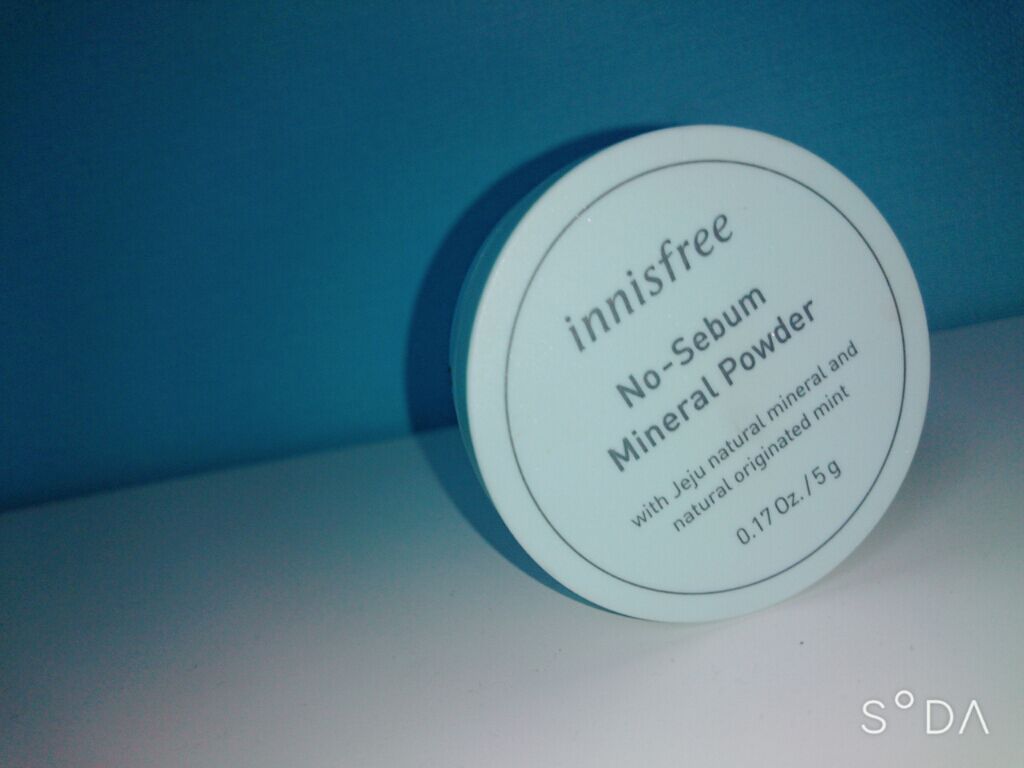 innisfree
No-Sebum
Mineral Powder
with Jeju natural mineral and
natural originated mint
0.17 Oz. / 5 g
S°DA